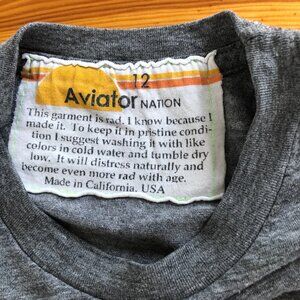 12
Aviator NATION
This garment is rad. I know because I
made it. To keep it in pristine condi-
tion I suggest washing it with like
colors in cold water and tumble dry
low. It will distress naturally and
become even more rad with age.
Made in California. USA